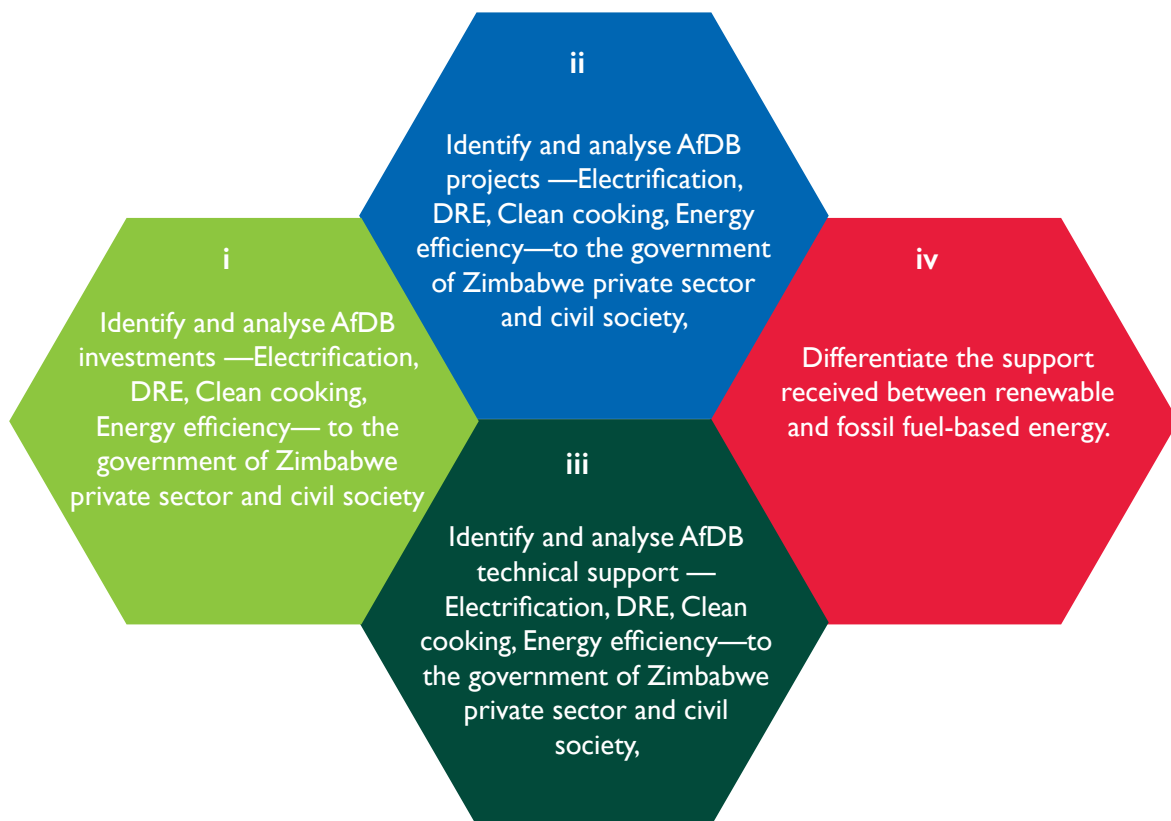 i
Identify and analyse AfDB
investments —Electrification,
DRE, Clean cooking,
Energy efficiency— to the
government of Zimbabwe
private sector and civil society
ii
Identify and analyse AfDB
projects —Electrification,
DRE, Clean cooking, Energy
efficiency—to the government
of Zimbabwe private sector
and civil society,
iii
Identify and analyse AfDB
technical support —
Electrification, DRE, Clean
cooking, Energy efficiency—to
the government of Zimbabwe
private sector and civil
society,
iv
Differentiate the support
received between renewable
and fossil fuel-based energy.